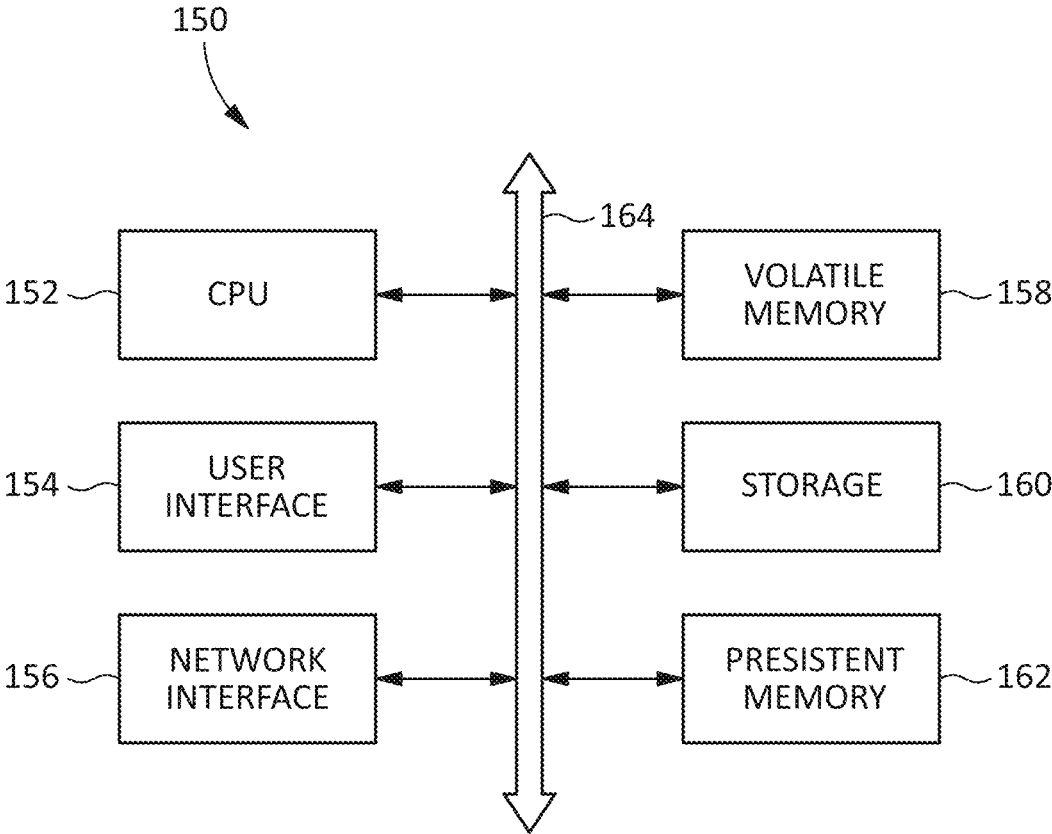 150
164
152
CPU
VOLATILE
MEMORY
158
154
USER
INTERFACE
STORAGE
160
156
NETWORK
INTERFACE
PRESISTENT
MEMORY
162